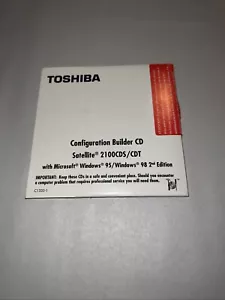 TOSHIBA
Configuration Builder CD
Satellite® 2100CDS/CDT
with Microsoft® Windows® 95/Windows® 98 2nd Edition
IMPORTANT: Keep these CDs in a safe and convenient place. Should you encounter
a computer problem that requires professional service you will need them.